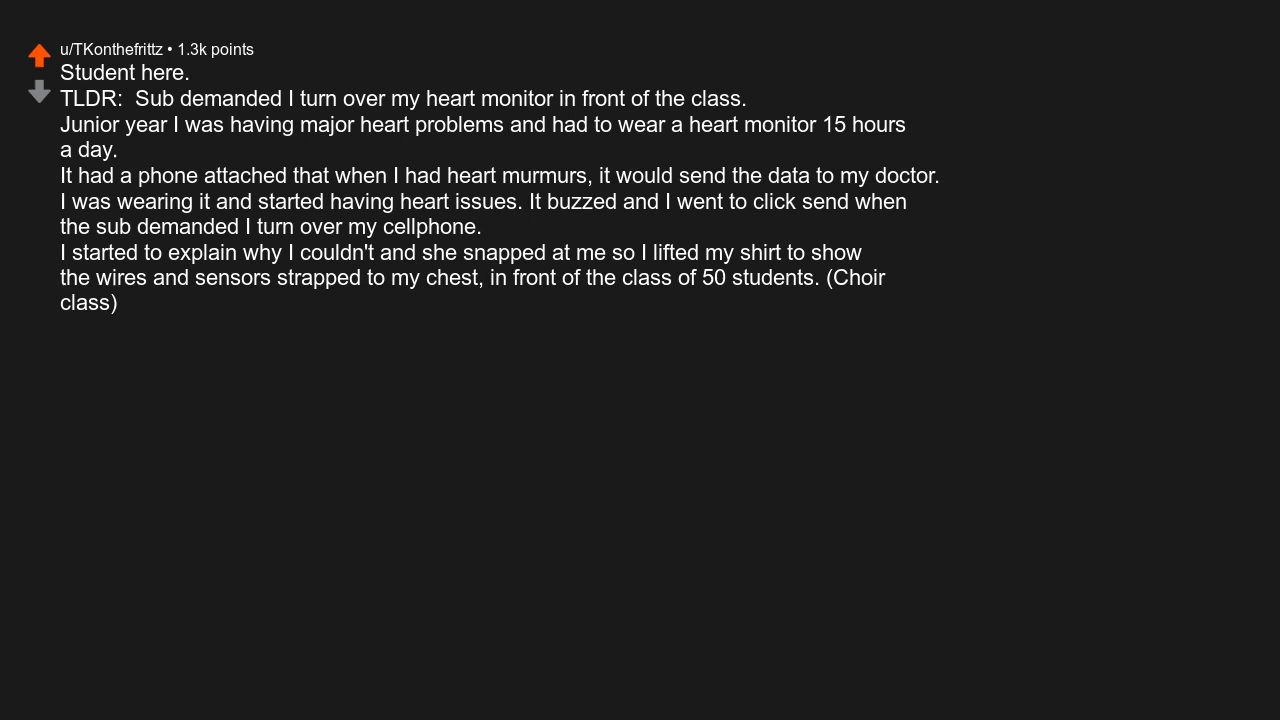 u/TKonthefrittz • 1.3k points
Student here.
TLDR:  Sub demanded I turn over my heart monitor in front of the class.
Junior year I was having major heart problems and had to wear a heart monitor 15 hours
a day.
It had a phone attached that when I had heart murmurs, it would send the data to my doctor.
I was wearing it and started having heart issues. It buzzed and I went to click send when
the sub demanded I turn over my cellphone.
I started to explain why I couldn't and she snapped at me so I lifted my shirt to show
the wires and sensors strapped to my chest, in front of the class of 50 students. (Choir
class)